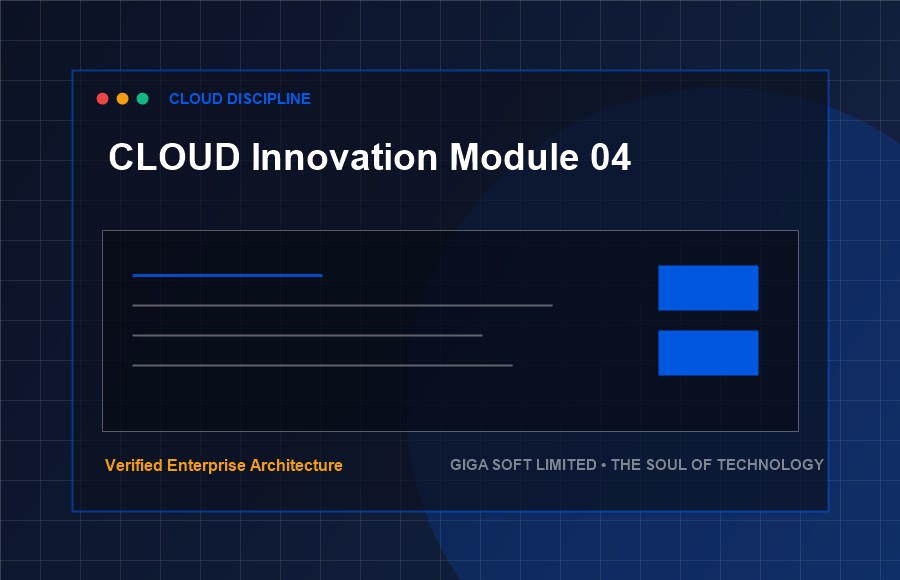 CLOUD DISCIPLINE
CLOUD Innovation Module 04
Verified Enterprise Architecture
GIGA SOFT LIMITED • THE SOUL OF TECHNOLOGY